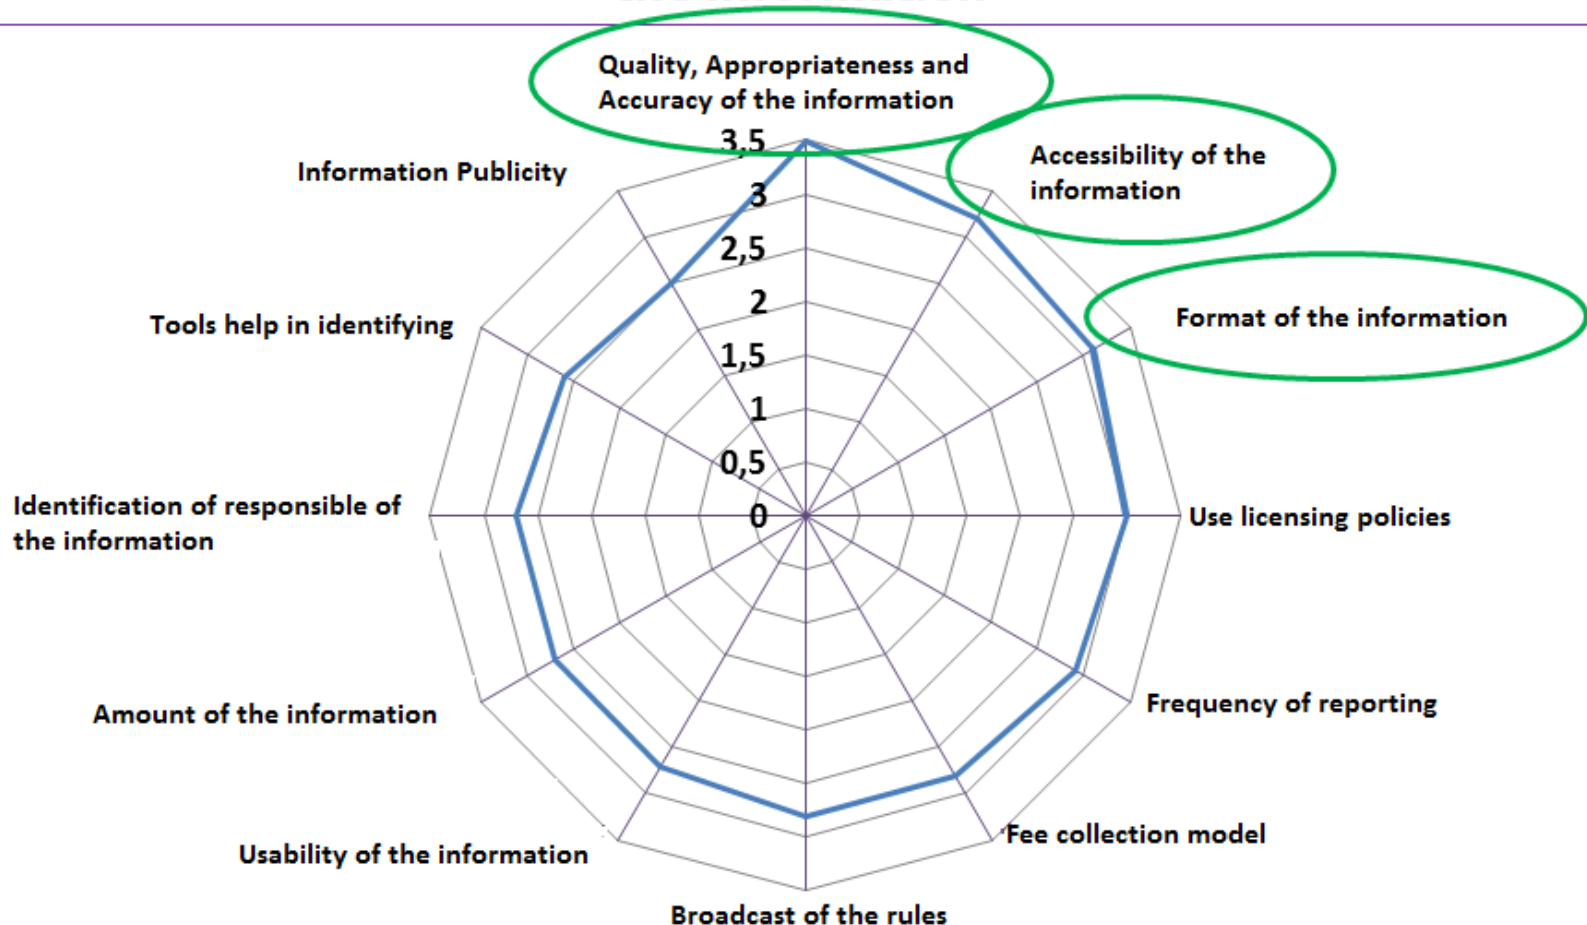 Quality, Appropriateness and
Accuracy of the information
3,5
Accessibility of the
information
Information Publicity
3
2,5
Format of the information
Tools help in identifying
2
1,5
1
0,5
Identification of responsible of
the information
0
Use licensing policies
Frequency of reporting
Amount of the information
Fee collection model
Usability of the information
Broadcast of the rules